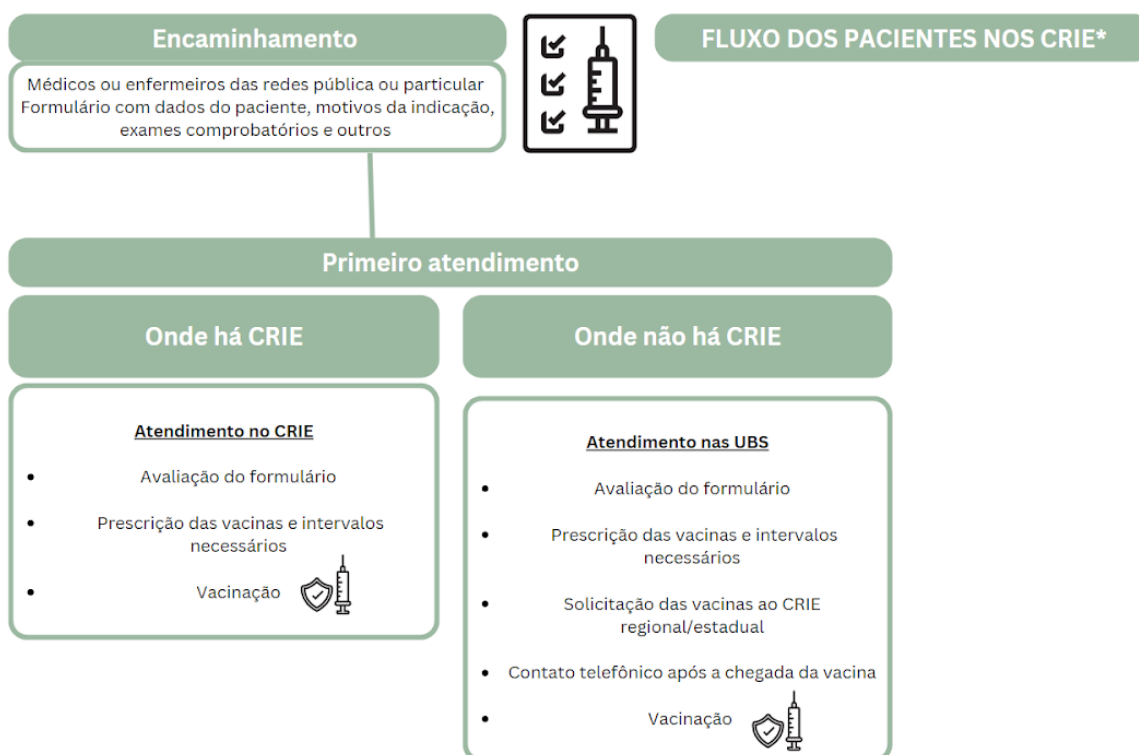 Encaminhamento
FLUXO DOS PACIENTES NOS CRIE*
Médicos ou enfermeiros das redes pública ou particular
Formulário com dados do paciente, motivos da indicação,
exames comprobatórios e outros
Primeiro atendimento
Onde há CRIE
Atendimento no CRIE
• Avaliação do formulário
• Prescrição das vacinas e intervalos
necessários
• Vacinação
Onde não há CRIE
Atendimento nas UBS
• Avaliação do formulário
• Prescrição das vacinas e intervalos
necessários
• Solicitação das vacinas ao CRIE
regional/estadual
• Contato telefônico após a chegada da vacina
• Vacinação